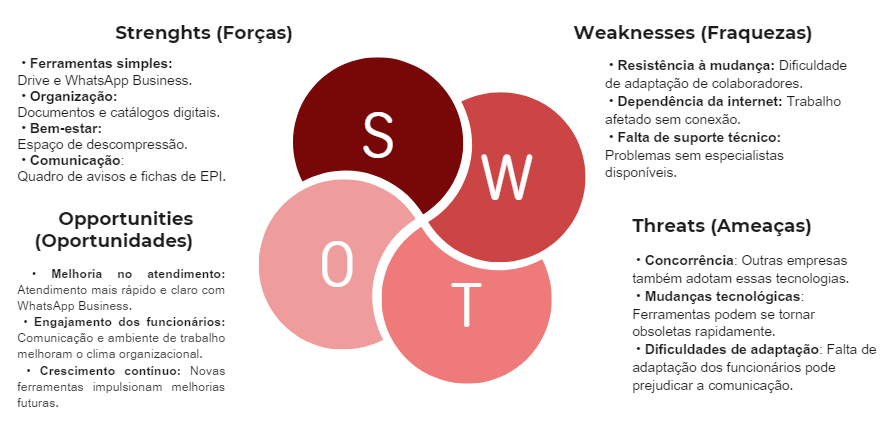 Strenghts (Forças)
• Ferramentas simples:
Drive e WhatsApp Business.
• Organização:
Documentos e catálogos digitais.
• Bem-estar:
Espaço de descompressão.
• Comunicação:
Quadro de avisos e fichas de EPI.
Weaknesses (Fraquezas)
• Resistência à mudança: Dificuldade
de adaptação de colaboradores.
• Dependência da internet: Trabalho
afetado sem conexão.
• Falta de suporte técnico:
Problemas sem especialistas
disponíveis.
S
W
O
T
Opportunities
(Oportunidades)
• Melhoria no atendimento:
Atendimento mais rápido e claro com
WhatsApp Business.
• Engajamento dos funcionários:
Comunicação e ambiente de trabalho
melhoram o clima organizacional.
• Crescimento contínuo: Novas
ferramentas impulsionam melhorias
futuras.
Threats (Ameaças)
• Concorrência: Outras empresas
também adotam essas tecnologias.
• Mudanças tecnológicas:
Ferramentas podem se tornar
obsoletas rapidamente.
• Dificuldades de adaptação: Falta de
adaptação dos funcionários pode
prejudicar a comunicação.